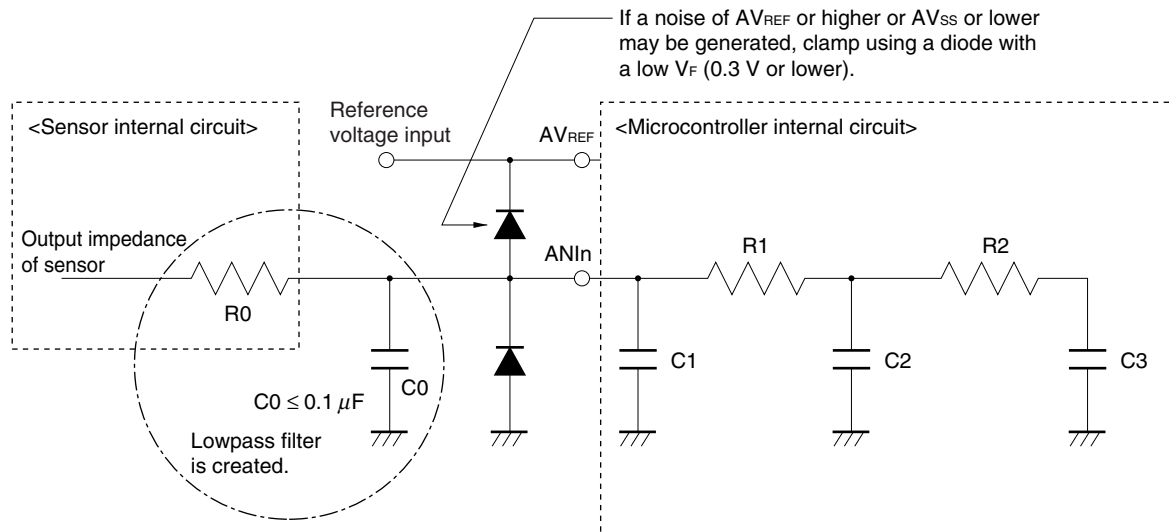 If a noise of AVREF or higher or AVSS or lower
may be generated, clamp using a diode with
a low VF (0.3 V or lower).
<Sensor internal circuit>
Reference
voltage input
AVREF
<Microcontroller internal circuit>
Output impedance
of sensor
ANIn
R1
R2
R0
C0
C1
C2
C3
C0 ≤ 0.1 μF
Lowpass filter
is created.